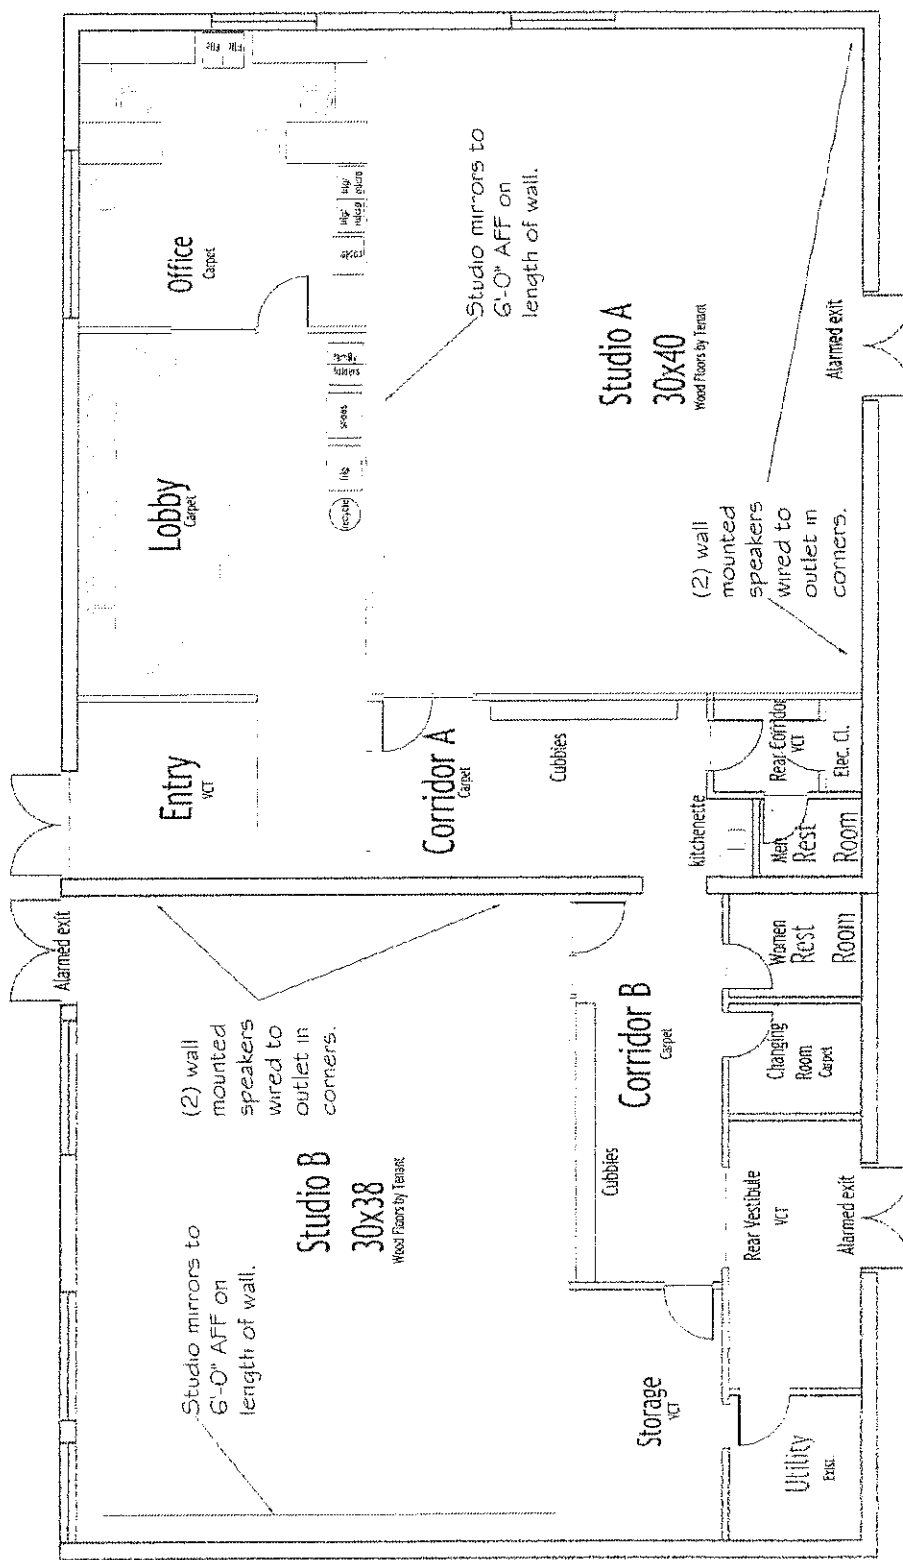 Alarmed exit
Entry
VCT
Lobby
Carpet
Office
Carpet
File
File
Studio mirrors to
6'-0" AFF on
length of wall.
(2) wall
mounted
speakers
wired to
outlet in
corners.
Studio B
30x38
Wood Floors by Tenant
Corridor A
Carpet
Cubbies
recycle
frig
snacks
Studio mirrors to
6'-0" AFF on
length of wall.
Studio A
30x40
Wood Floors by Tenant
(2) wall
mounted
speakers
wired to
outlet in
corners.
Storage
VCT
Cubbies
Corridor B
Carpet
Kitchenette
Utility
Exist.
Rear Vestibule
VCT
Changing
Room
Carpet
Women
Rest
Room
Men
Rest
Room
Rear Corridor
VCT
Elec. Cl.
Alarmed exit
Alarmed exit